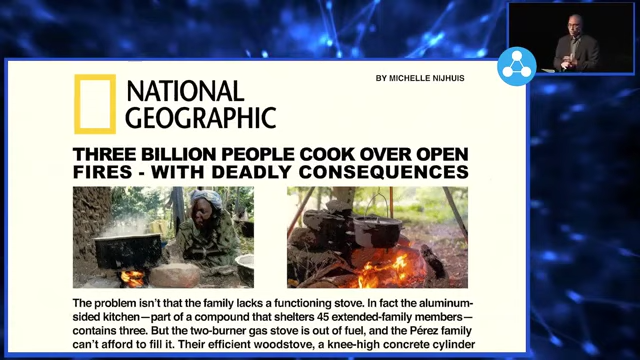 BY MICHELLE NIJHUIS
NATIONAL
GEOGRAPHIC
THREE BILLION PEOPLE COOK OVER OPEN
FIRES - WITH DEADLY CONSEQUENCES
The problem isn't that the family lacks a functioning stove. In fact the aluminum-
sided kitchen—part of a compound that shelters 45 extended-family members—
contains three. But the two-burner gas stove is out of fuel, and the Pérez family
can't afford to fill it. Their efficient woodstove, a knee-high concrete cylinder